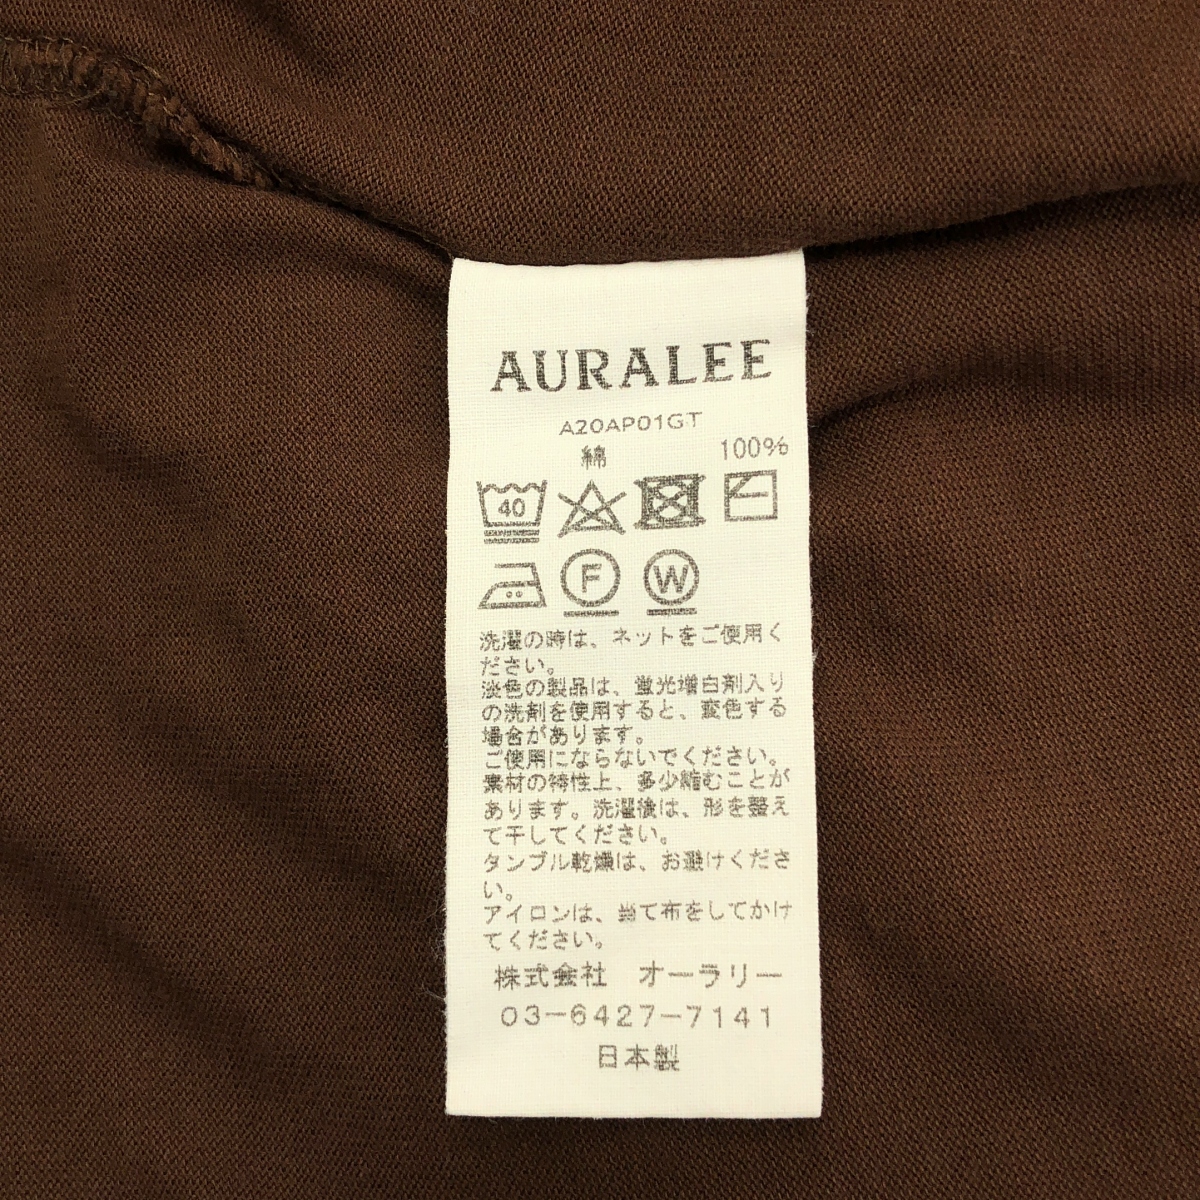 AURALEE
A20AP01GT
綿 100%
40
F W
洗濯の時は、ネットをご使用く
ださい。
淡色の製品は、蛍光増白剤入り
の洗剤を使用すると、変色する
場合があります。
ご使用にならないでください。
素材の特性上、多少縮むことが
あります。洗濯後は、形を整え
て干してください。
タンブル乾燥は、お避けくださ
い。
アイロンは、当て布をしてかけ
てください。
株式会社 オーラリー
03-6427-7141
日本製